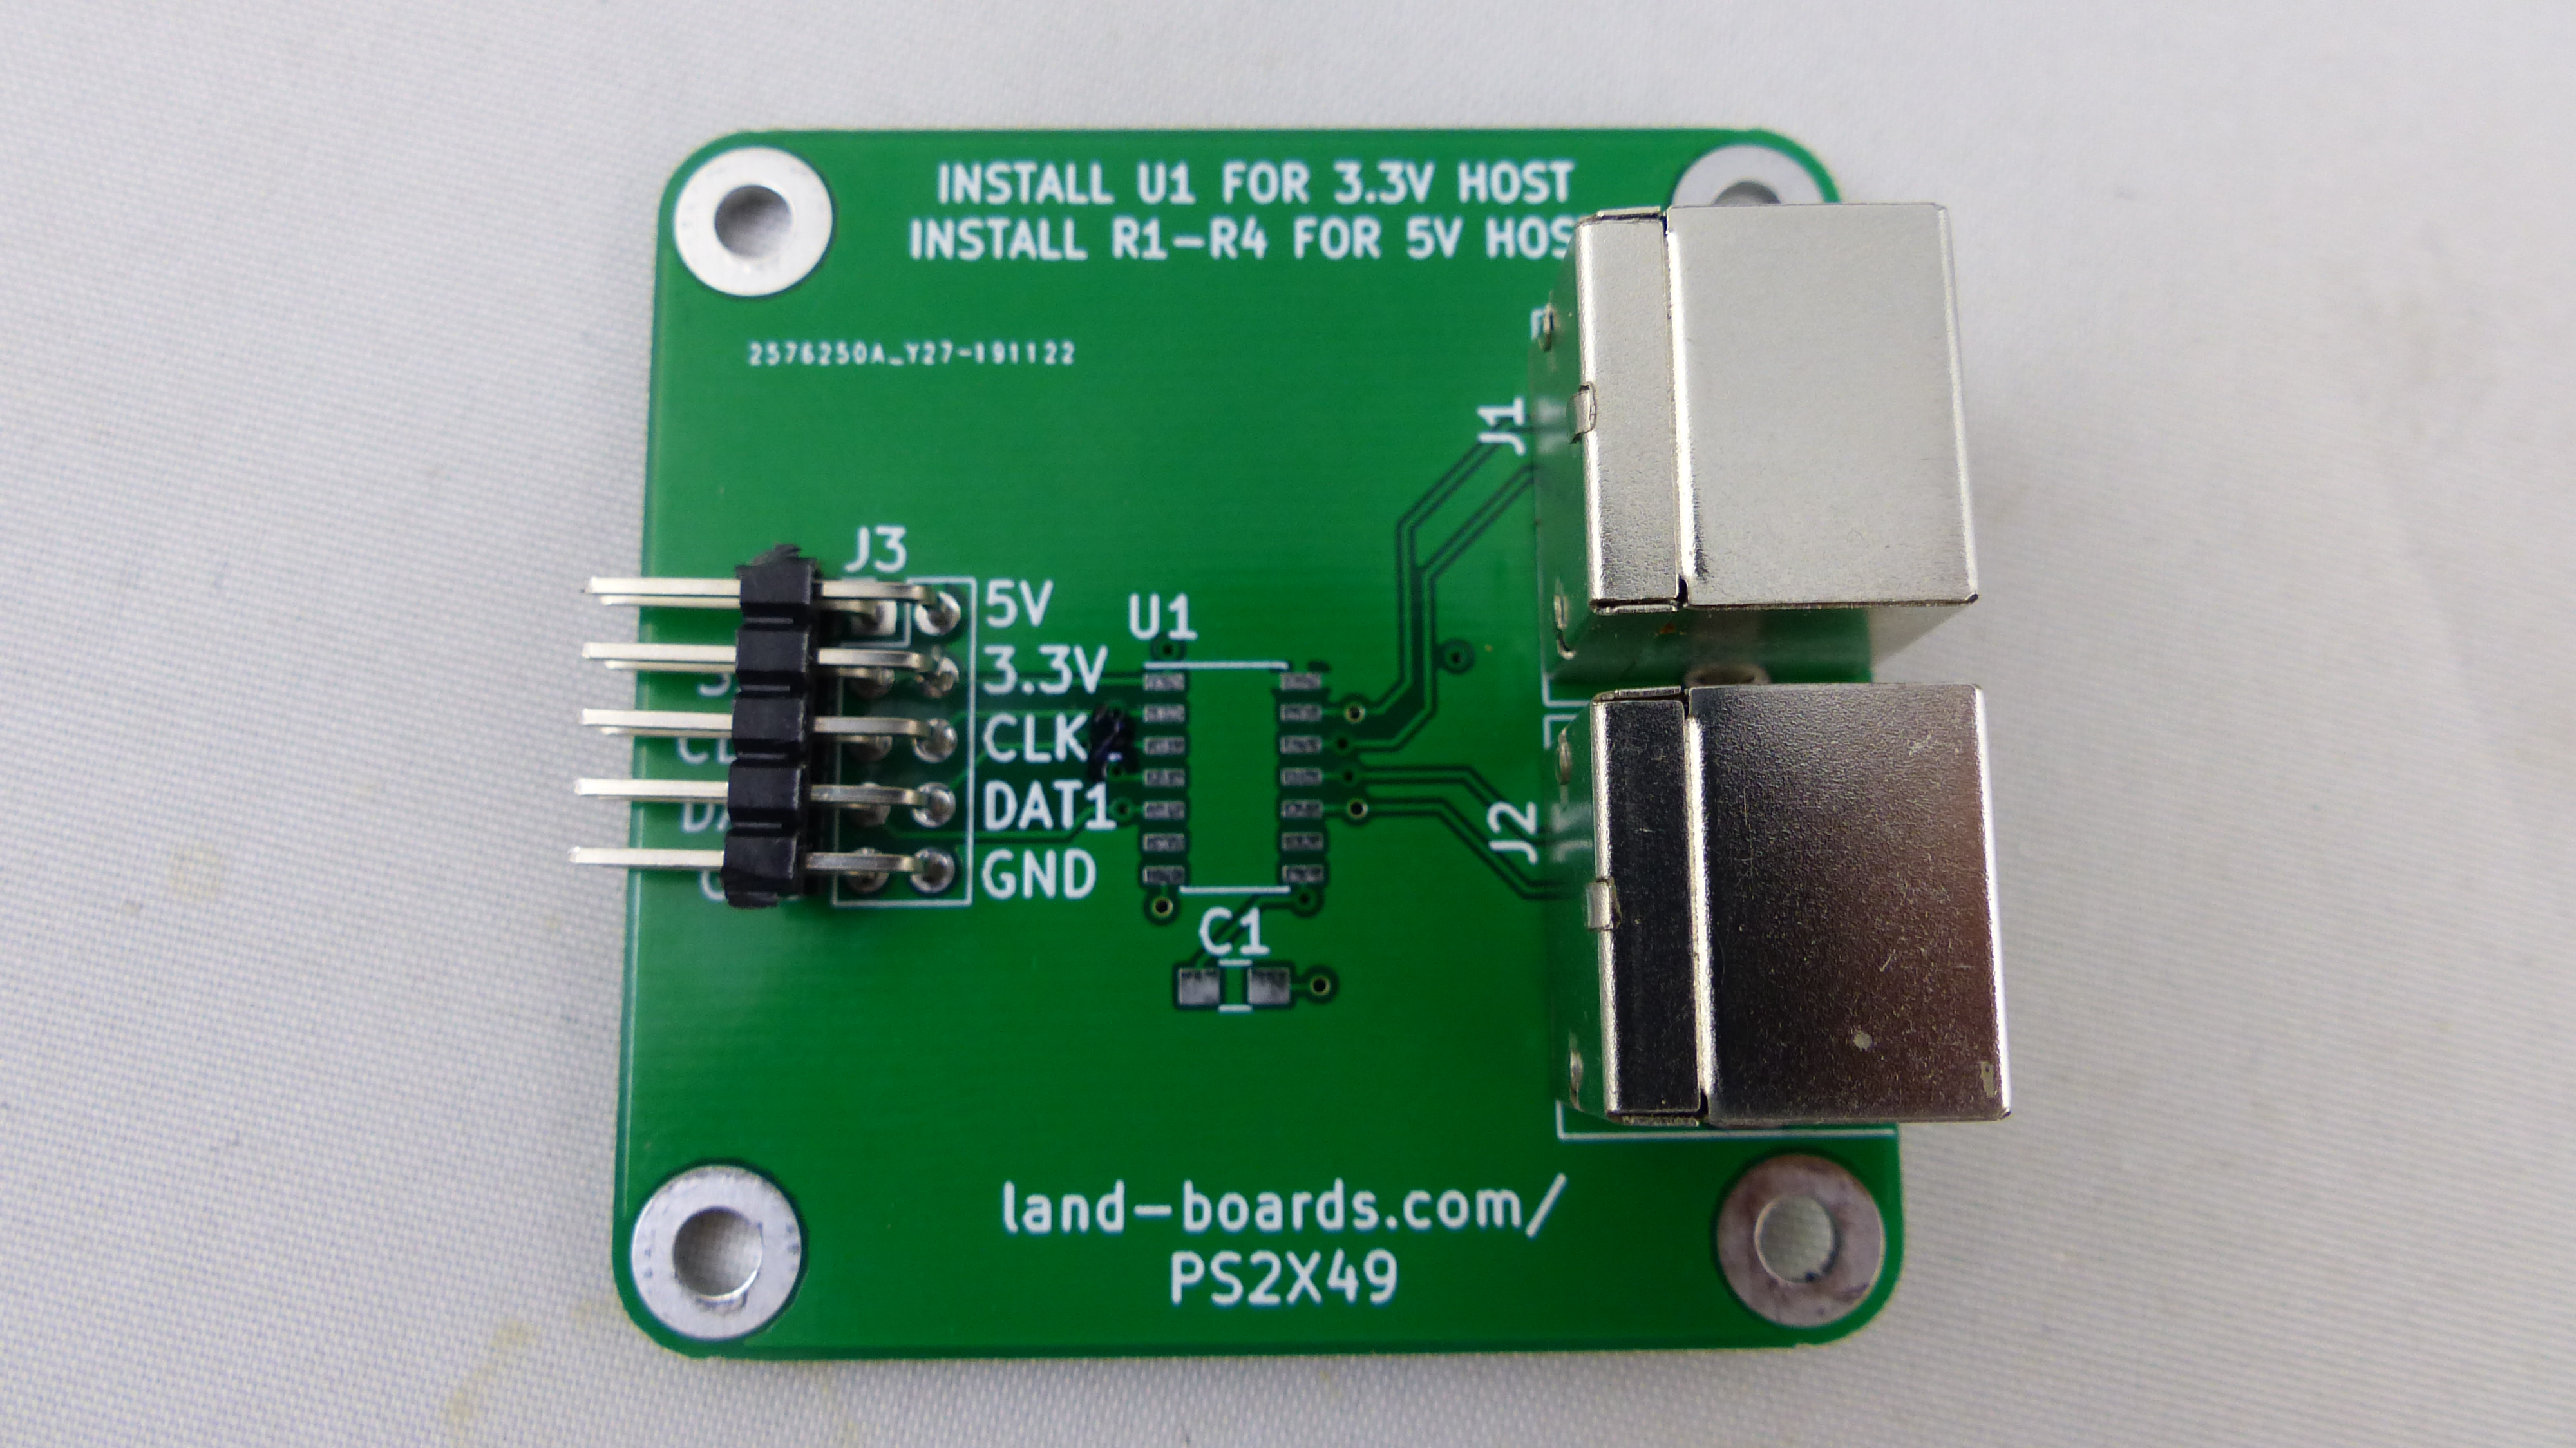 INSTALL U1 FOR 3.3V HOST
INSTALL R1-R4 FOR 5V HOS
2576250A_Y27-191122
J1
J3
5V
U1
3.3V
CLK
DAT1
J2
GND
C1
land-boards.com/
PS2X49